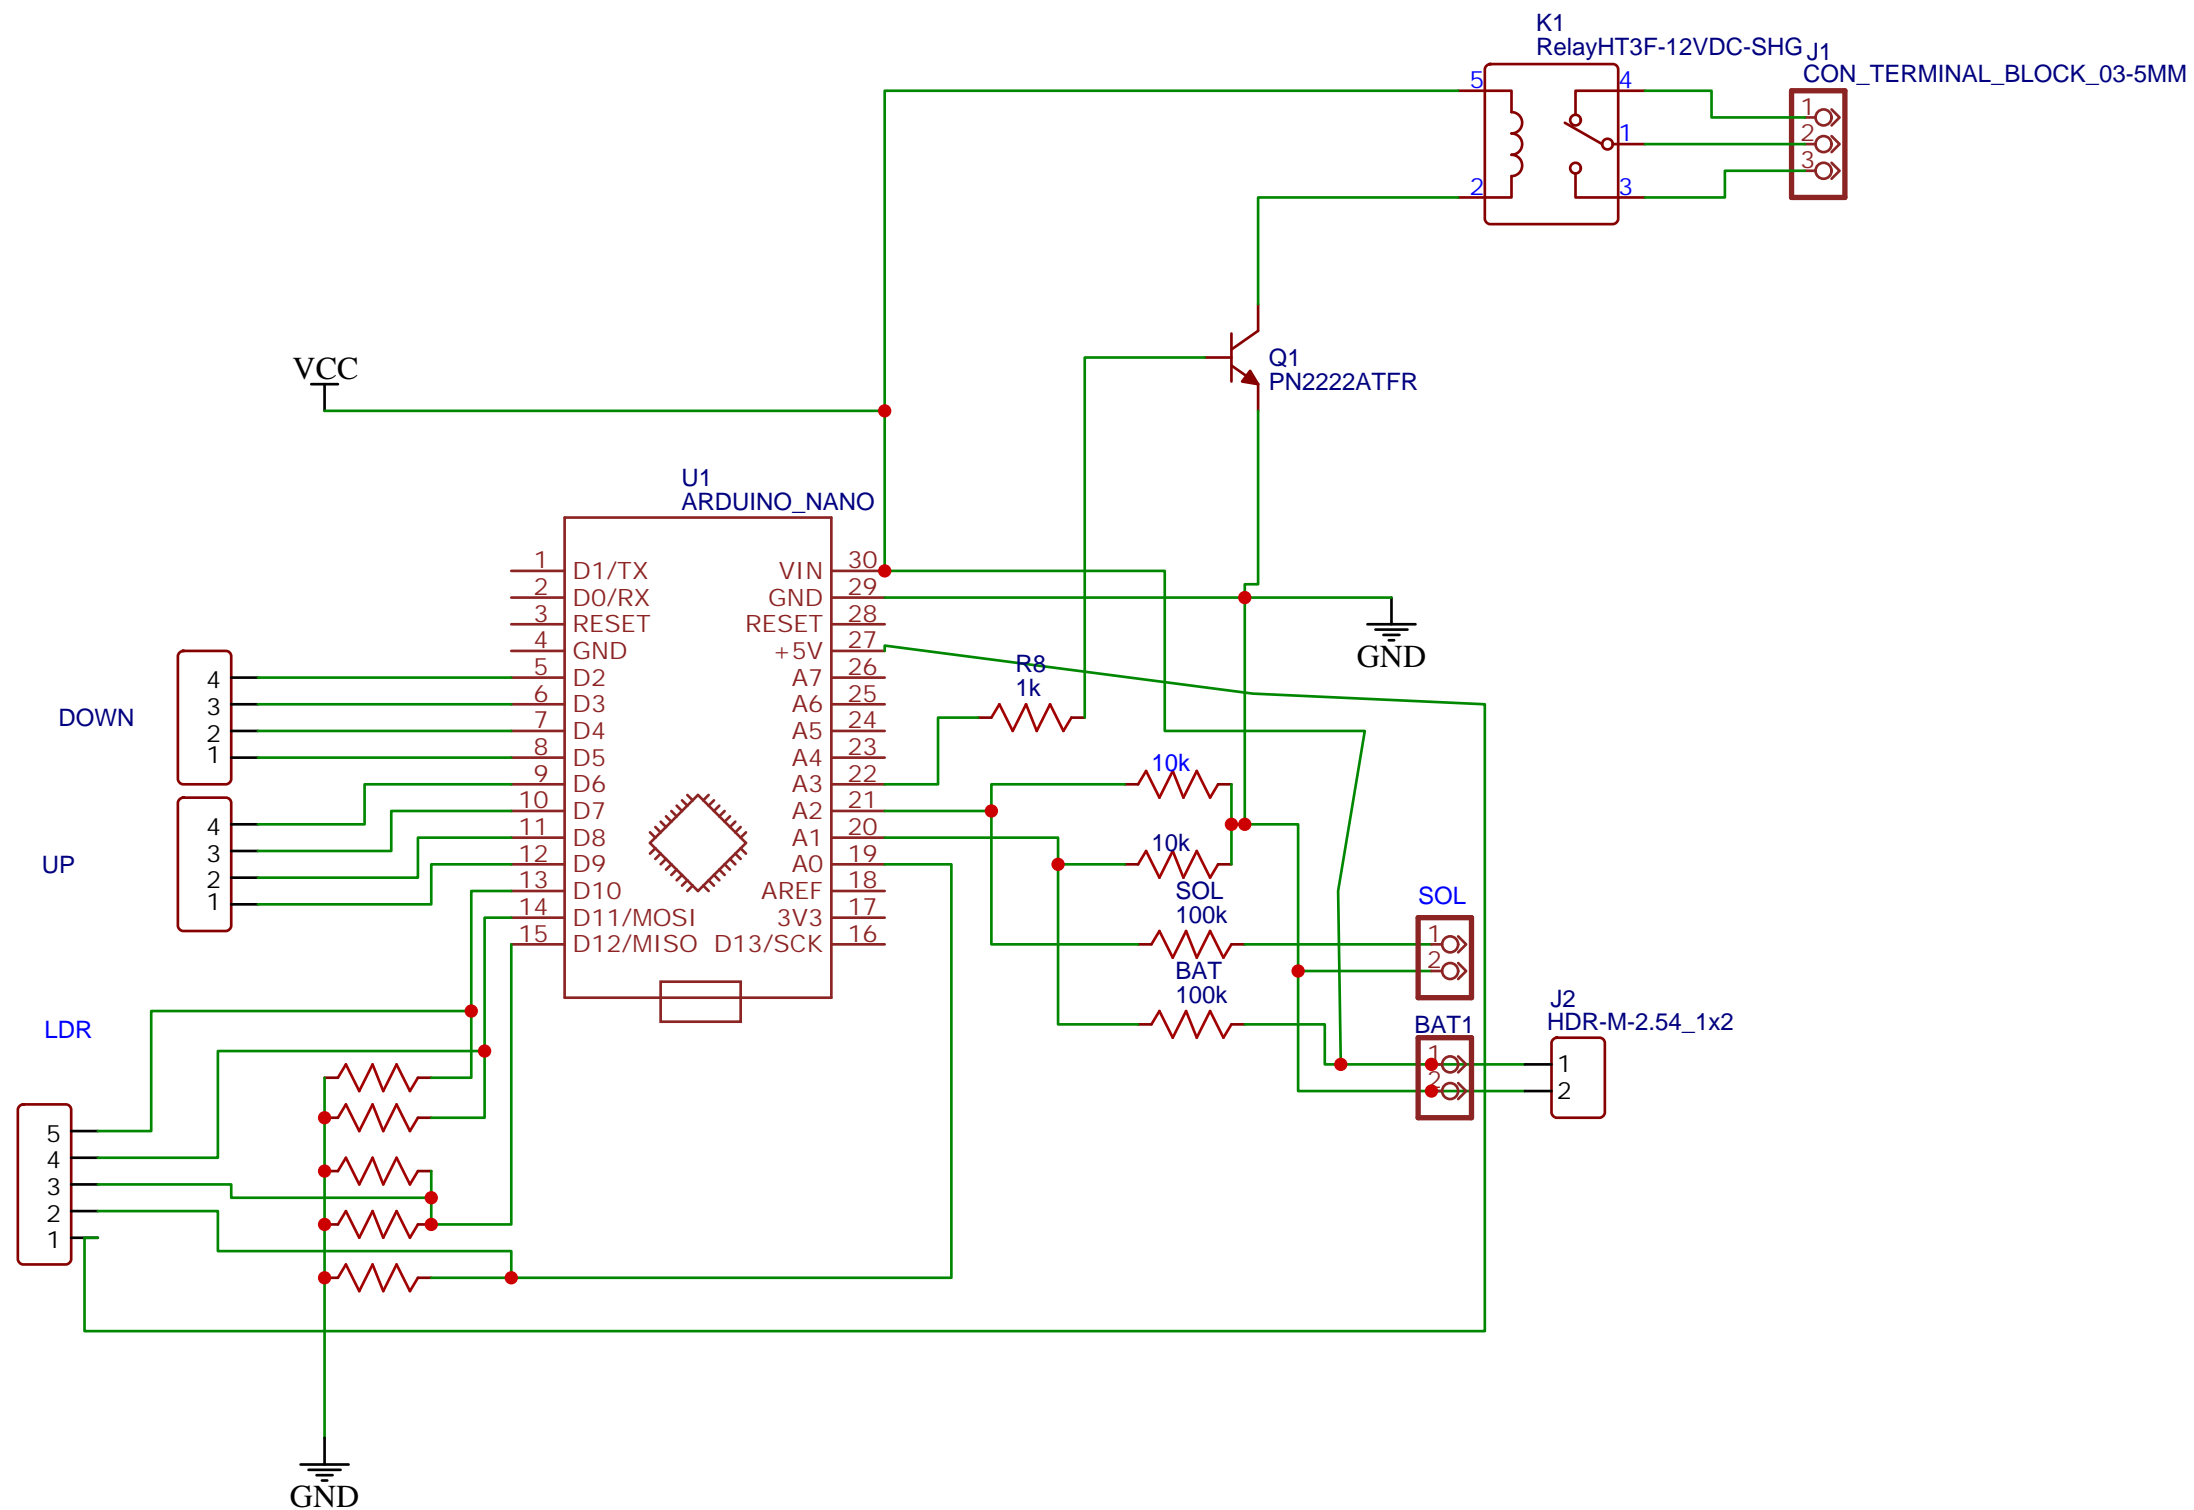 K1
RelayHT3F-12VDC-SHG
J1
CON_TERMINAL_BLOCK_03-5MM
5
4
1
2
3
1
2
3
Q1
PN2222ATFR
VCC
U1
ARDUINO_NANO
1 D1/TX VIN 30
2 D0/RX GND 29
3 RESET RESET 28
4 GND +5V 27
5 D2 A7 26
6 D3 A6 25
7 D4 A5 24
8 D5 A4 23
9 D6 A3 22
10 D7 A2 21
11 D8 A1 20
12 D9 A0 19
13 D10 AREF 18
14 D11/MOSI 3V3 17
15 D12/MISO D13/SCK 16
GND
R8
1k
DOWN
4
3
2
1
UP
4
3
2
1
10k
10k
SOL
100k
BAT
100k
SOL
1
2
BAT1
1
2
J2
HDR-M-2.54_1x2
1
2
LDR
5
4
3
2
1
GND